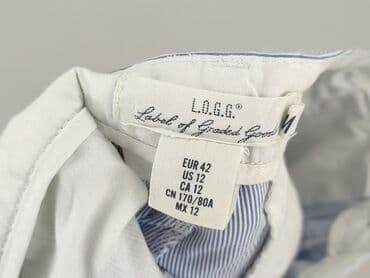 L.O.G.G.®
Label of Graded Goods
M
EUR 42
US 12
CA 12
CN 170/80A
MX 12